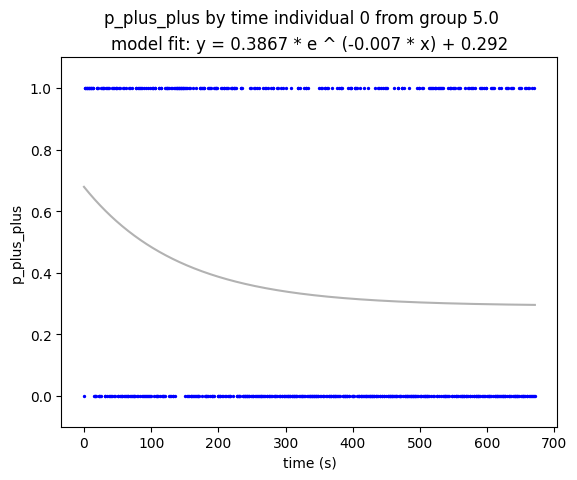 p_plus_plus by time individual 0 from group 5.0
model fit: y = 0.3867 * e ^ (-0.007 * x) + 0.292
1.0
0.8
0.6
0.4
0.2
0.0
p_plus_plus
0 100 200 300 400 500 600 700
time (s)